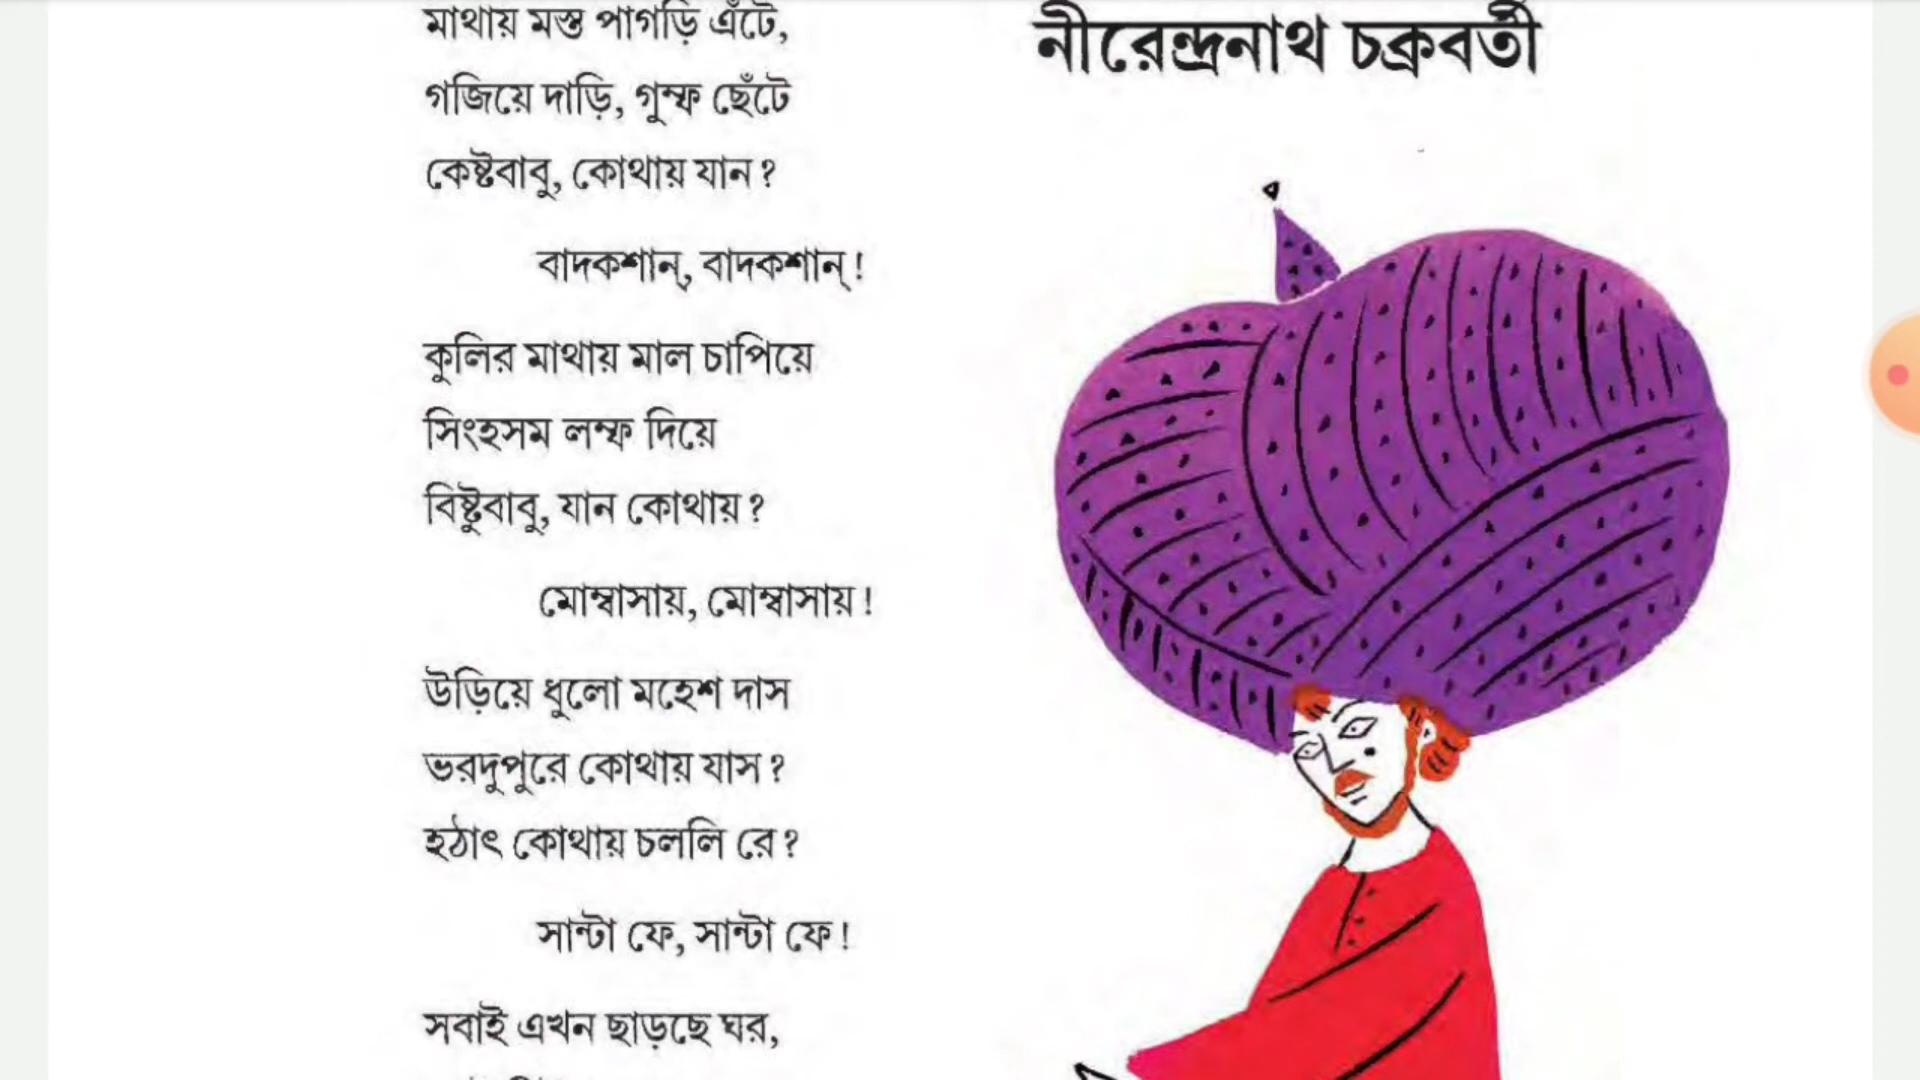 মাথায় মস্ত পাগড়ি এঁটে,
গজিয়ে দাড়ি, গুম্ফ ছেঁটে
কেষ্টবাবু, কোথায় যান?
বাদকশান্, বাদকশান্!
কুলির মাথায় মাল চাপিয়ে
সিংহসম লম্ফ দিয়ে
বিষ্টুবাবু, যান কোথায়?
মোম্বাসায়, মোম্বাসায়!
উড়িয়ে ধুলো মহেশ দাস
ভরদুপুরে কোথায় যাস?
হঠাৎ কোথায় চললি রে?
সান্টা ফে, সান্টা ফে!
সবাই এখন ছাড়ছে ঘর,
নীরেন্দ্রনাথ চক্রবর্তী